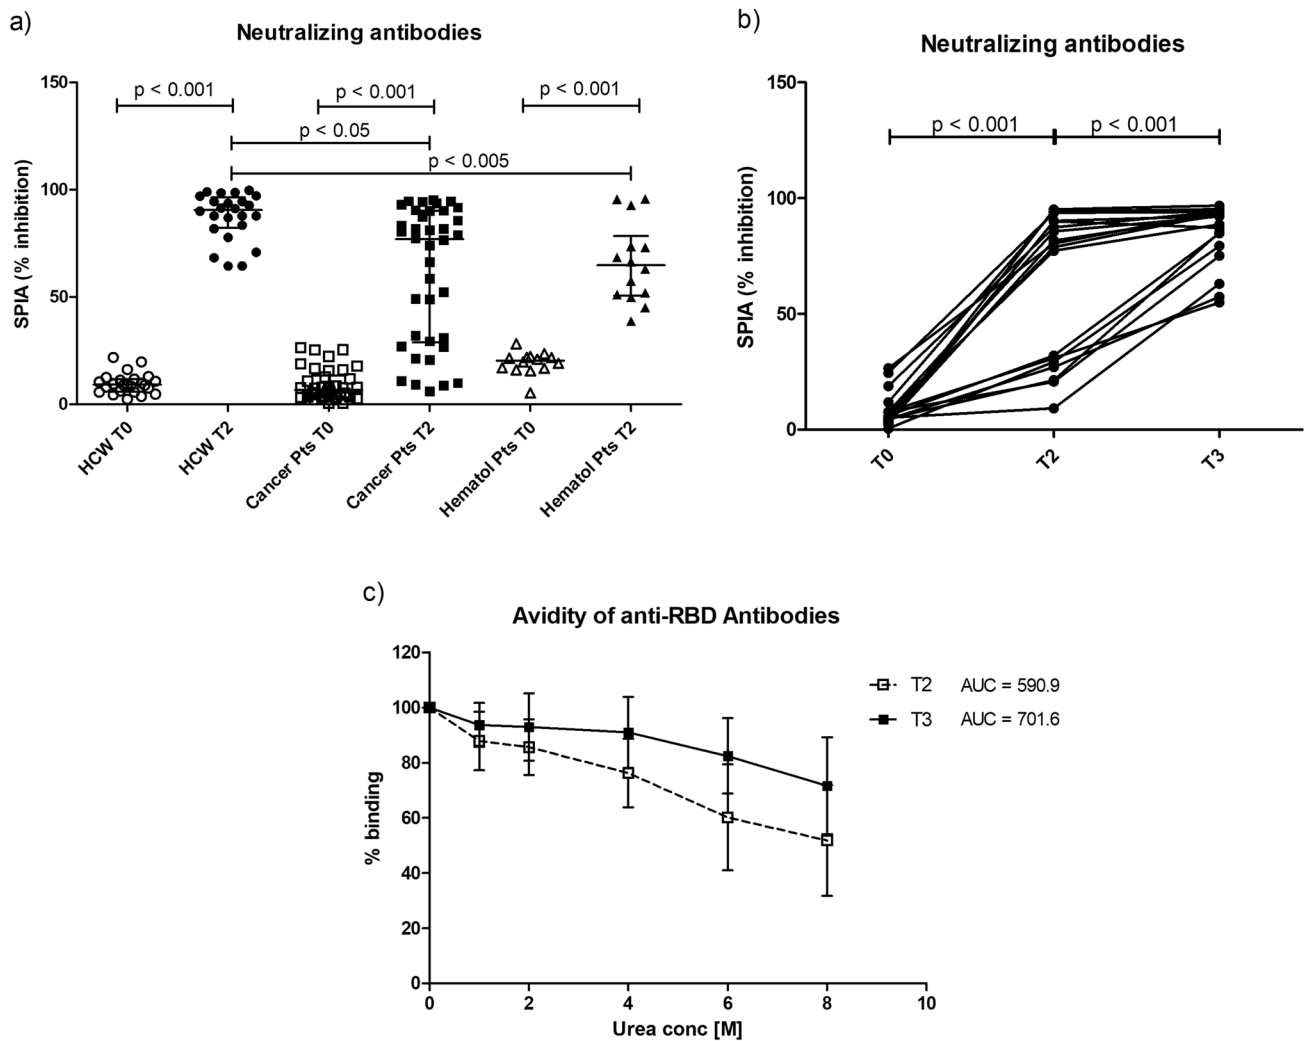 a)
Neutralizing antibodies
150
100
50
0
SPIA (% inhibition)
p < 0.001
p < 0.001
p < 0.001
p < 0.05
p < 0.005
HCW T0
HCW T2
Cancer Pts T0
Cancer Pts T2
Hematol Pts T0
Hematol Pts T2
b)
Neutralizing antibodies
150
100
50
0
SPIA (% inhibition)
p < 0.001
p < 0.001
T0
T2
T3
c)
Avidity of anti-RBD Antibodies
120
100
80
60
40
20
0
% binding
0 2 4 6 8 10
Urea conc [M]
T2 AUC = 590.9
T3 AUC = 701.6